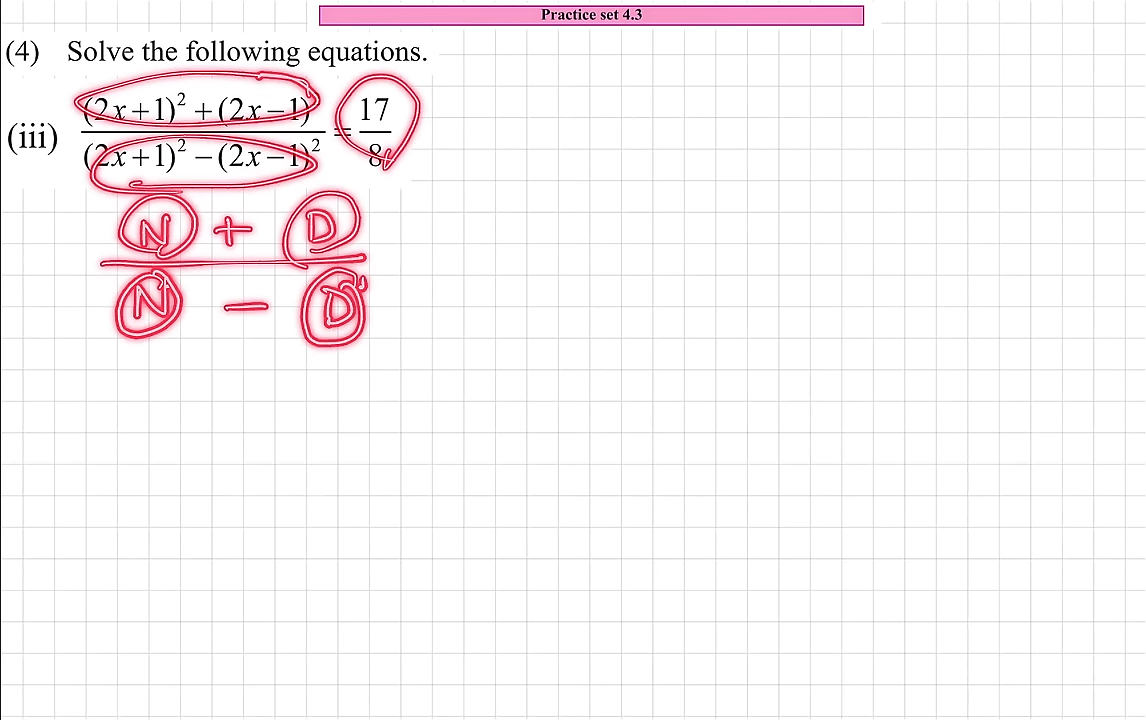 Practice set 4.3
(4) Solve the following equations.
(iii) (2x+1)² + (2x−1) / (2x+1)² − (2x−1)² = 17 / 8
N + D
N − D